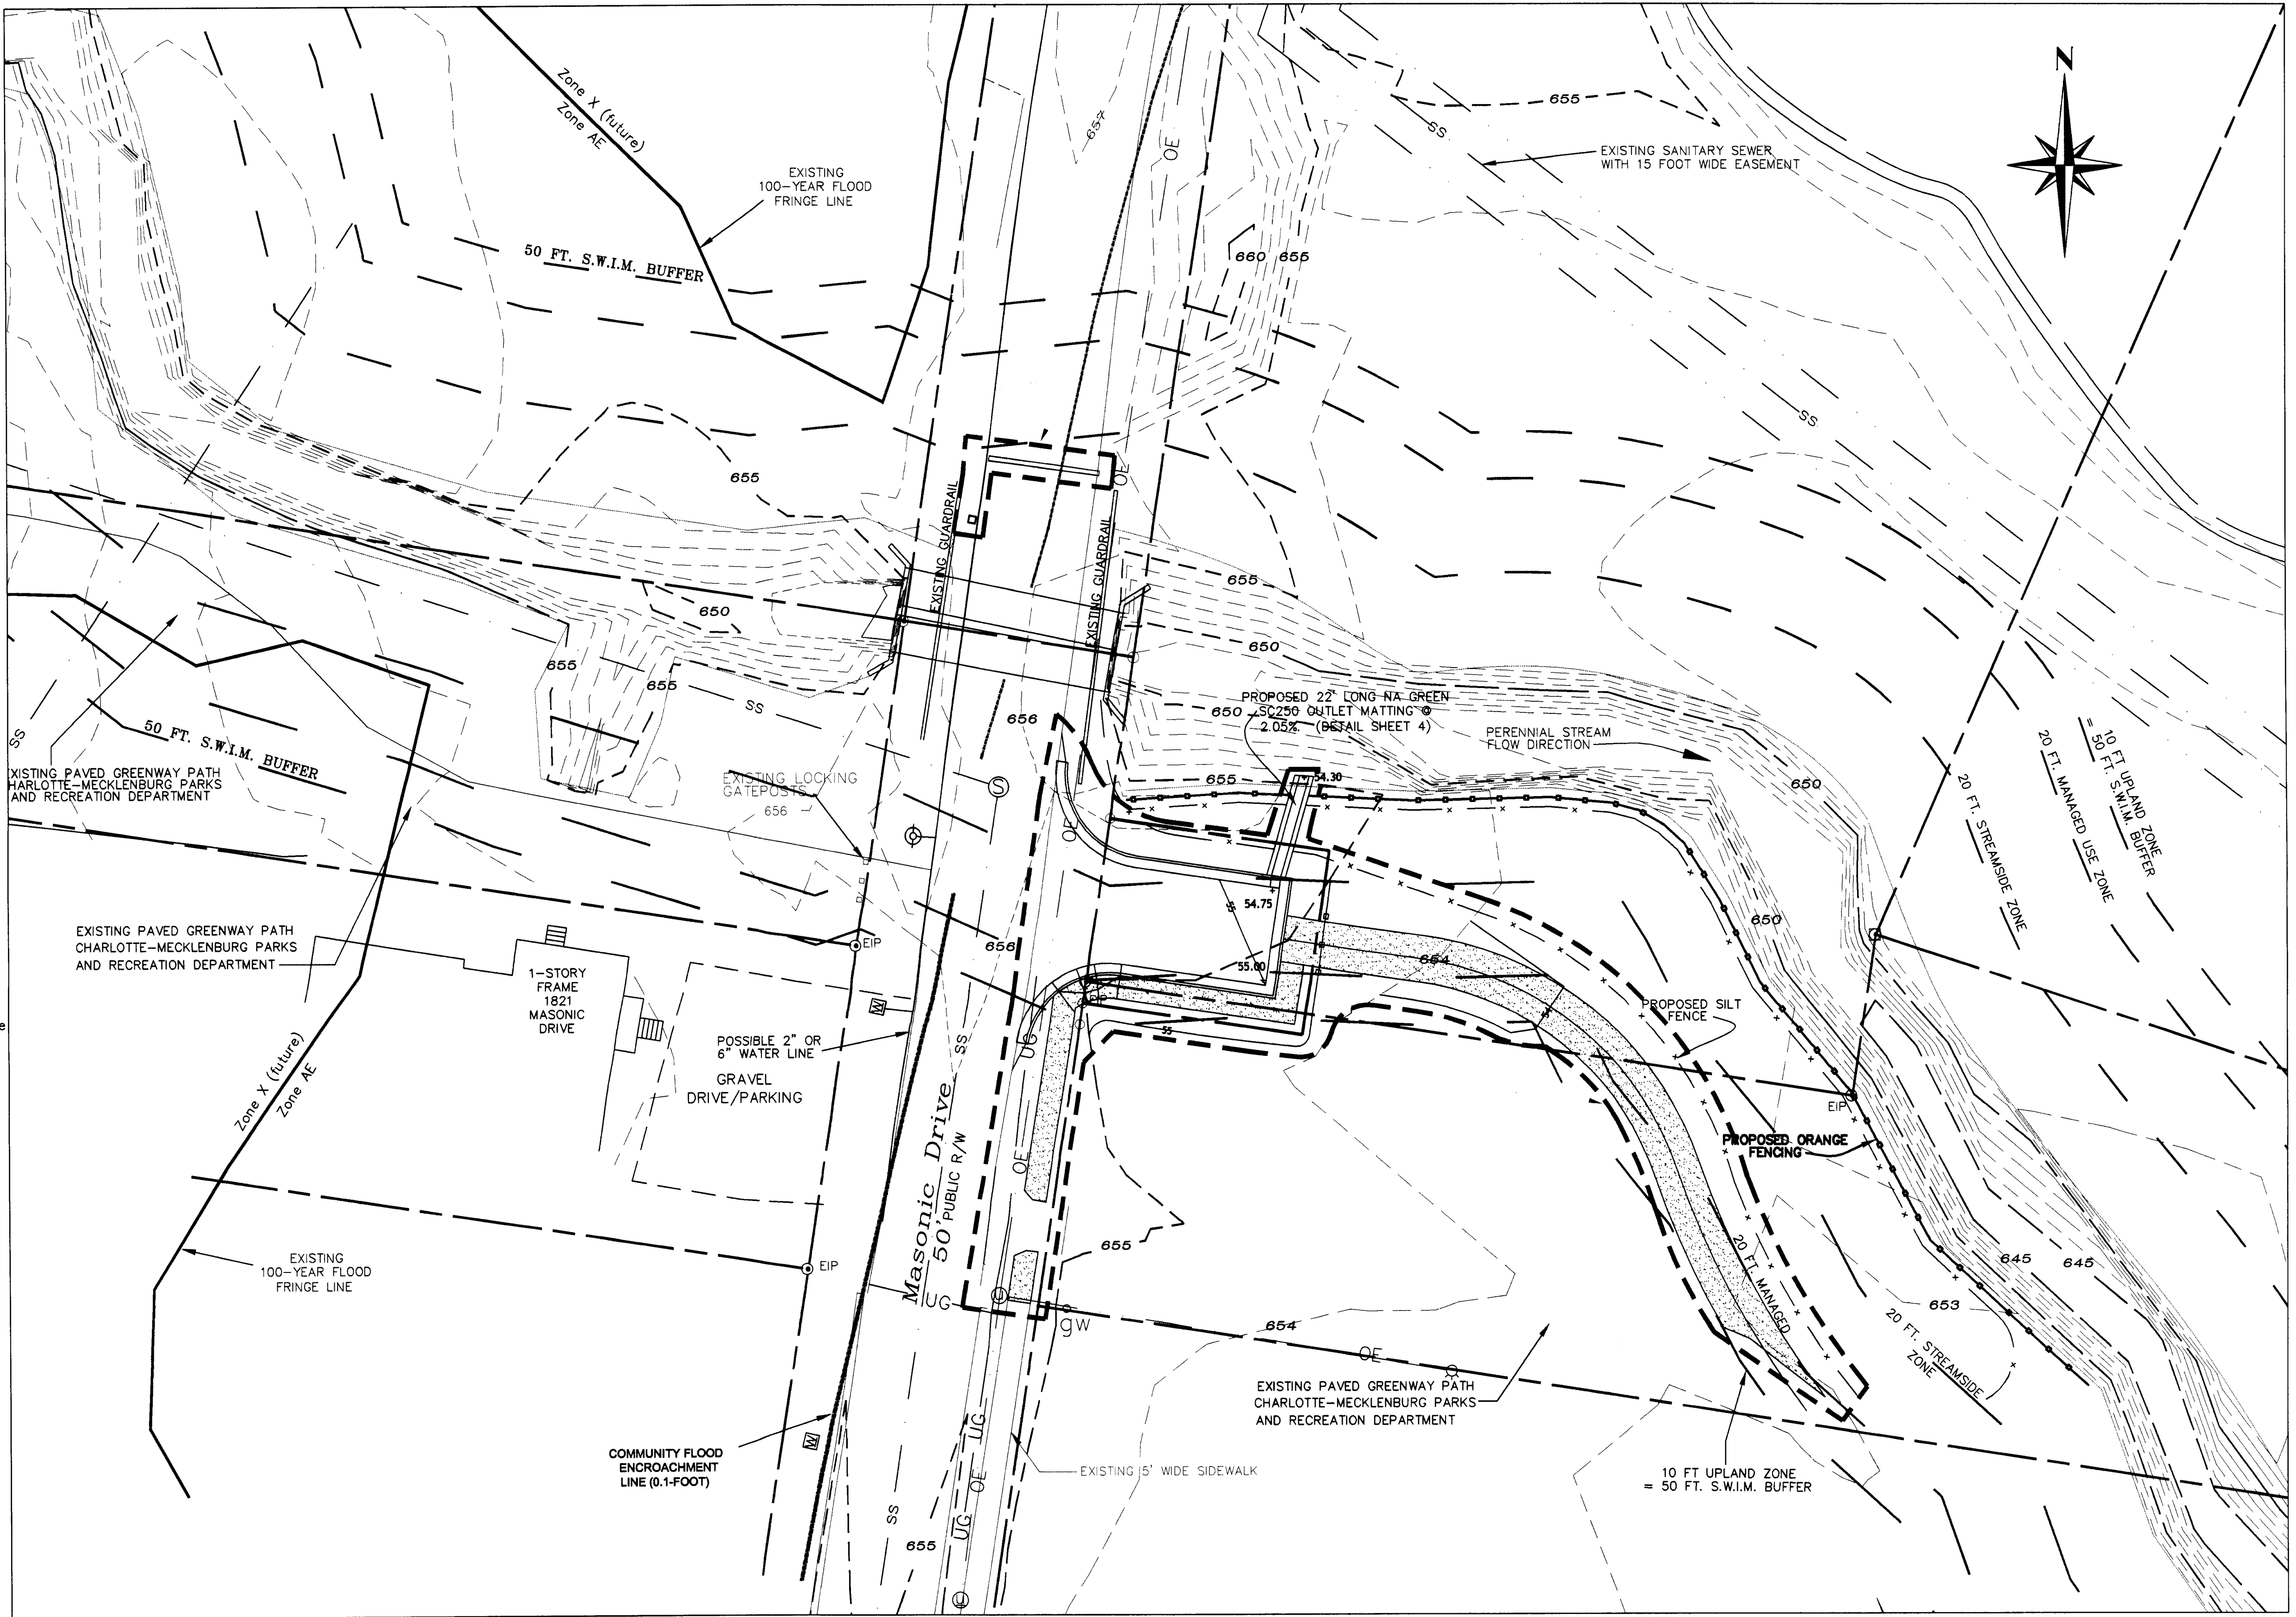 N
Zone X (future)
Zone AE
657
OE
655
SS
EXISTING SANITARY SEWER
WITH 15 FOOT WIDE EASEMENT
EXISTING
100-YEAR FLOOD
FRINGE LINE
50 FT. S.W.I.M. BUFFER
660
655
SS
655
OE
EXISTING GUARDRAIL
EXISTING GUARDRAIL
655
650
650
655
655
SS
SS
656
PROPOSED 22' LONG NA GREEN
SC250 OUTLET MATTING @
2.05% (DETAIL SHEET 4)
650
PERENNIAL STREAM
FLOW DIRECTION
50 FT. S.W.I.M. BUFFER
10 FT UPLAND ZONE
= 50 FT. S.W.I.M. BUFFER
20 FT. MANAGED USE ZONE
20 FT. STREAMSIDE ZONE
XISTING PAVED GREENWAY PATH
HARLOTTE-MECKLENBURG PARKS
AND RECREATION DEPARTMENT
EXISTING LOCKING
GATEPOSTS
656
S
655
54.30
650
OE
54.75
55
650
656
EIP
EXISTING PAVED GREENWAY PATH
CHARLOTTE-MECKLENBURG PARKS
AND RECREATION DEPARTMENT
1-STORY
FRAME
1821
MASONIC
DRIVE
55.00
654
W
EIP
PROPOSED SILT
FENCE
55
e
POSSIBLE 2" OR
6" WATER LINE
SS
UG
GRAVEL
DRIVE/PARKING
Zone X (future)
Zone AE
EIP
PROPOSED ORANGE
FENCING
Masonic Drive
50' PUBLIC R/W
OE
655
20 FT. MANAGED
645
645
EXISTING
100-YEAR FLOOD
FRINGE LINE
EIP
UG
gw
654
653
20 FT. STREAMSIDE
ZONE
OE
EXISTING PAVED GREENWAY PATH
CHARLOTTE-MECKLENBURG PARKS
AND RECREATION DEPARTMENT
UG
W
COMMUNITY FLOOD
ENCROACHMENT
LINE (0.1-FOOT)
OE
EXISTING 5' WIDE SIDEWALK
10 FT UPLAND ZONE
= 50 FT. S.W.I.M. BUFFER
SS
UG
655